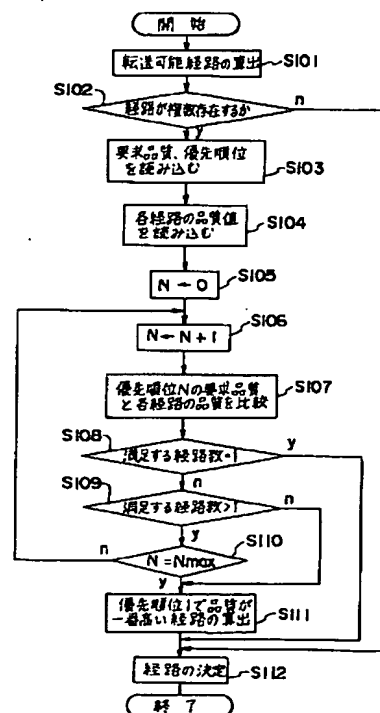 開始
転送可能経路の算出
S101
S102
経路が複数存在するか
n
y
要求品質、優先順位
を読み込む
S103
各経路の品質値
を読み込む
S104
S105
N←0
S106
N←N+1
優先順位Nの要求品質
と各経路の品質を比較
S107
S108
満足する経路数=1
y
n
S109
満足する経路数>1
n
y
S110
N=Nmax
n
y
優先順位1で品質が
一番高い経路の算出
S111
経路の決定
S112
終了